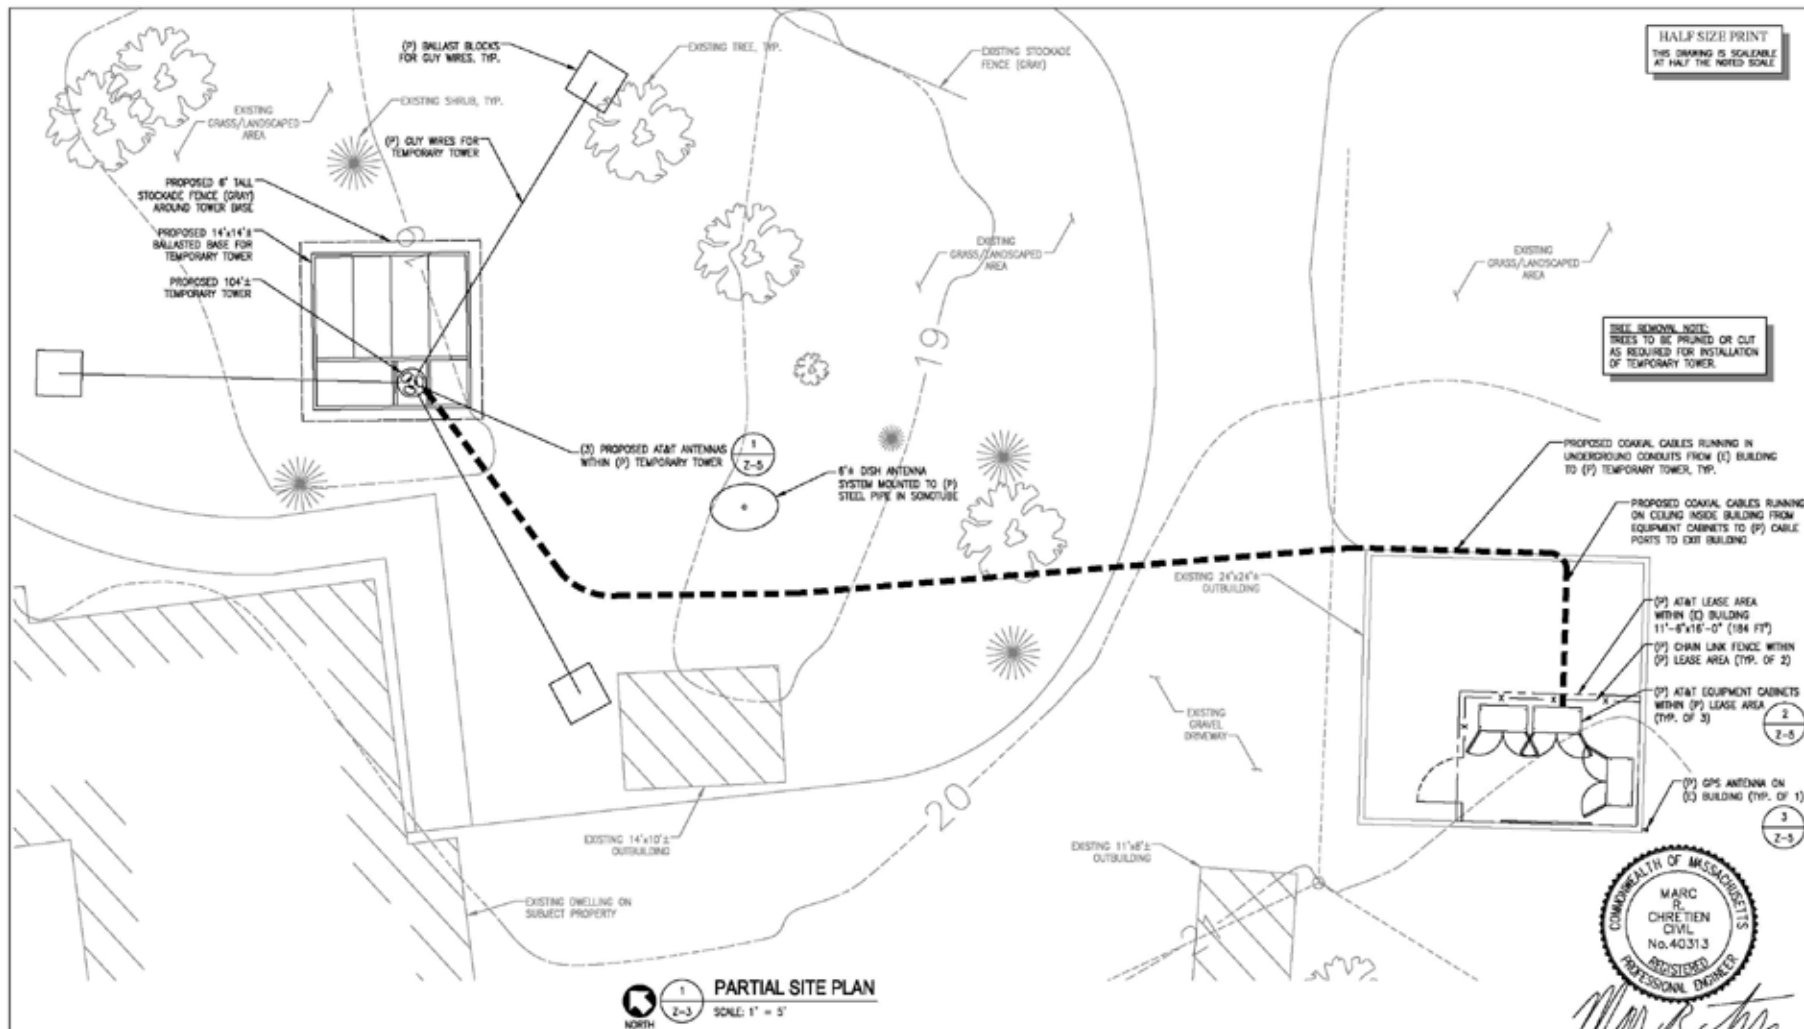 HALF SIZE PRINT
THIS DRAWING IS SCALEABLE
AT HALF THE NOTED SCALE
(P) BALLAST BLOCKS
FOR GUY WIRES, TYP.
EXISTING TREE, TYP.
EXISTING STOCKADE
FENCE (GRAY)
EXISTING SHRUB, TYP.
EXISTING
GRASS/LANDSCAPED
AREA
(P) GUY WIRES FOR
TEMPORARY TOWER
PROPOSED 6' TALL
STOCKADE FENCE (GRAY)
AROUND TOWER BASE
PROPOSED 14'x14'±
BALLASTED BASE FOR
TEMPORARY TOWER
PROPOSED 104'±
TEMPORARY TOWER
EXISTING
GRASS/LANDSCAPED
AREA
EXISTING
GRASS/LANDSCAPED
AREA
19
TREE REMOVAL NOTE:
TREES TO BE PRUNED OR CUT
AS REQUIRED FOR INSTALLATION
OF TEMPORARY TOWER.
(3) PROPOSED AT&T ANTENNAS
WITHIN (P) TEMPORARY TOWER
1
Z-5
6'± DISH ANTENNA
SYSTEM MOUNTED TO (P)
STEEL PIPE IN SONOTUBE
PROPOSED COAXIAL CABLES RUNNING IN
UNDERGROUND CONDUITS FROM (E) BUILDING
TO (P) TEMPORARY TOWER, TYP.
PROPOSED COAXIAL CABLES RUNNING
ON CEILING INSIDE BUILDING FROM
EQUIPMENT CABINETS TO (P) CABLE
PORTS TO EXIT BUILDING
EXISTING 24'x24'±
OUTBUILDING
(P) AT&T LEASE AREA
WITHIN (E) BUILDING
11'-6"x16'-0" (184 FT²)
(P) CHAIN LINK FENCE WITHIN
(P) LEASE AREA (TYP. OF 2)
(P) AT&T EQUIPMENT CABINETS
WITHIN (P) LEASE AREA
(TYP. OF 3)
2
Z-5
EXISTING
GRAVEL
DRIVEWAY
(P) GPS ANTENNA ON
(E) BUILDING (TYP. OF 1)
3
Z-5
20
EXISTING 14'x10'±
OUTBUILDING
EXISTING 11'x8'±
OUTBUILDING
EXISTING DWELLING ON
SUBJECT PROPERTY
COMMONWEALTH OF MASSACHUSETTS
MARC
R.
CHRETIEN
CIVIL
No. 40313
REGISTERED
PROFESSIONAL ENGINEER
NORTH
1
Z-3
PARTIAL SITE PLAN
SCALE: 1" = 5'